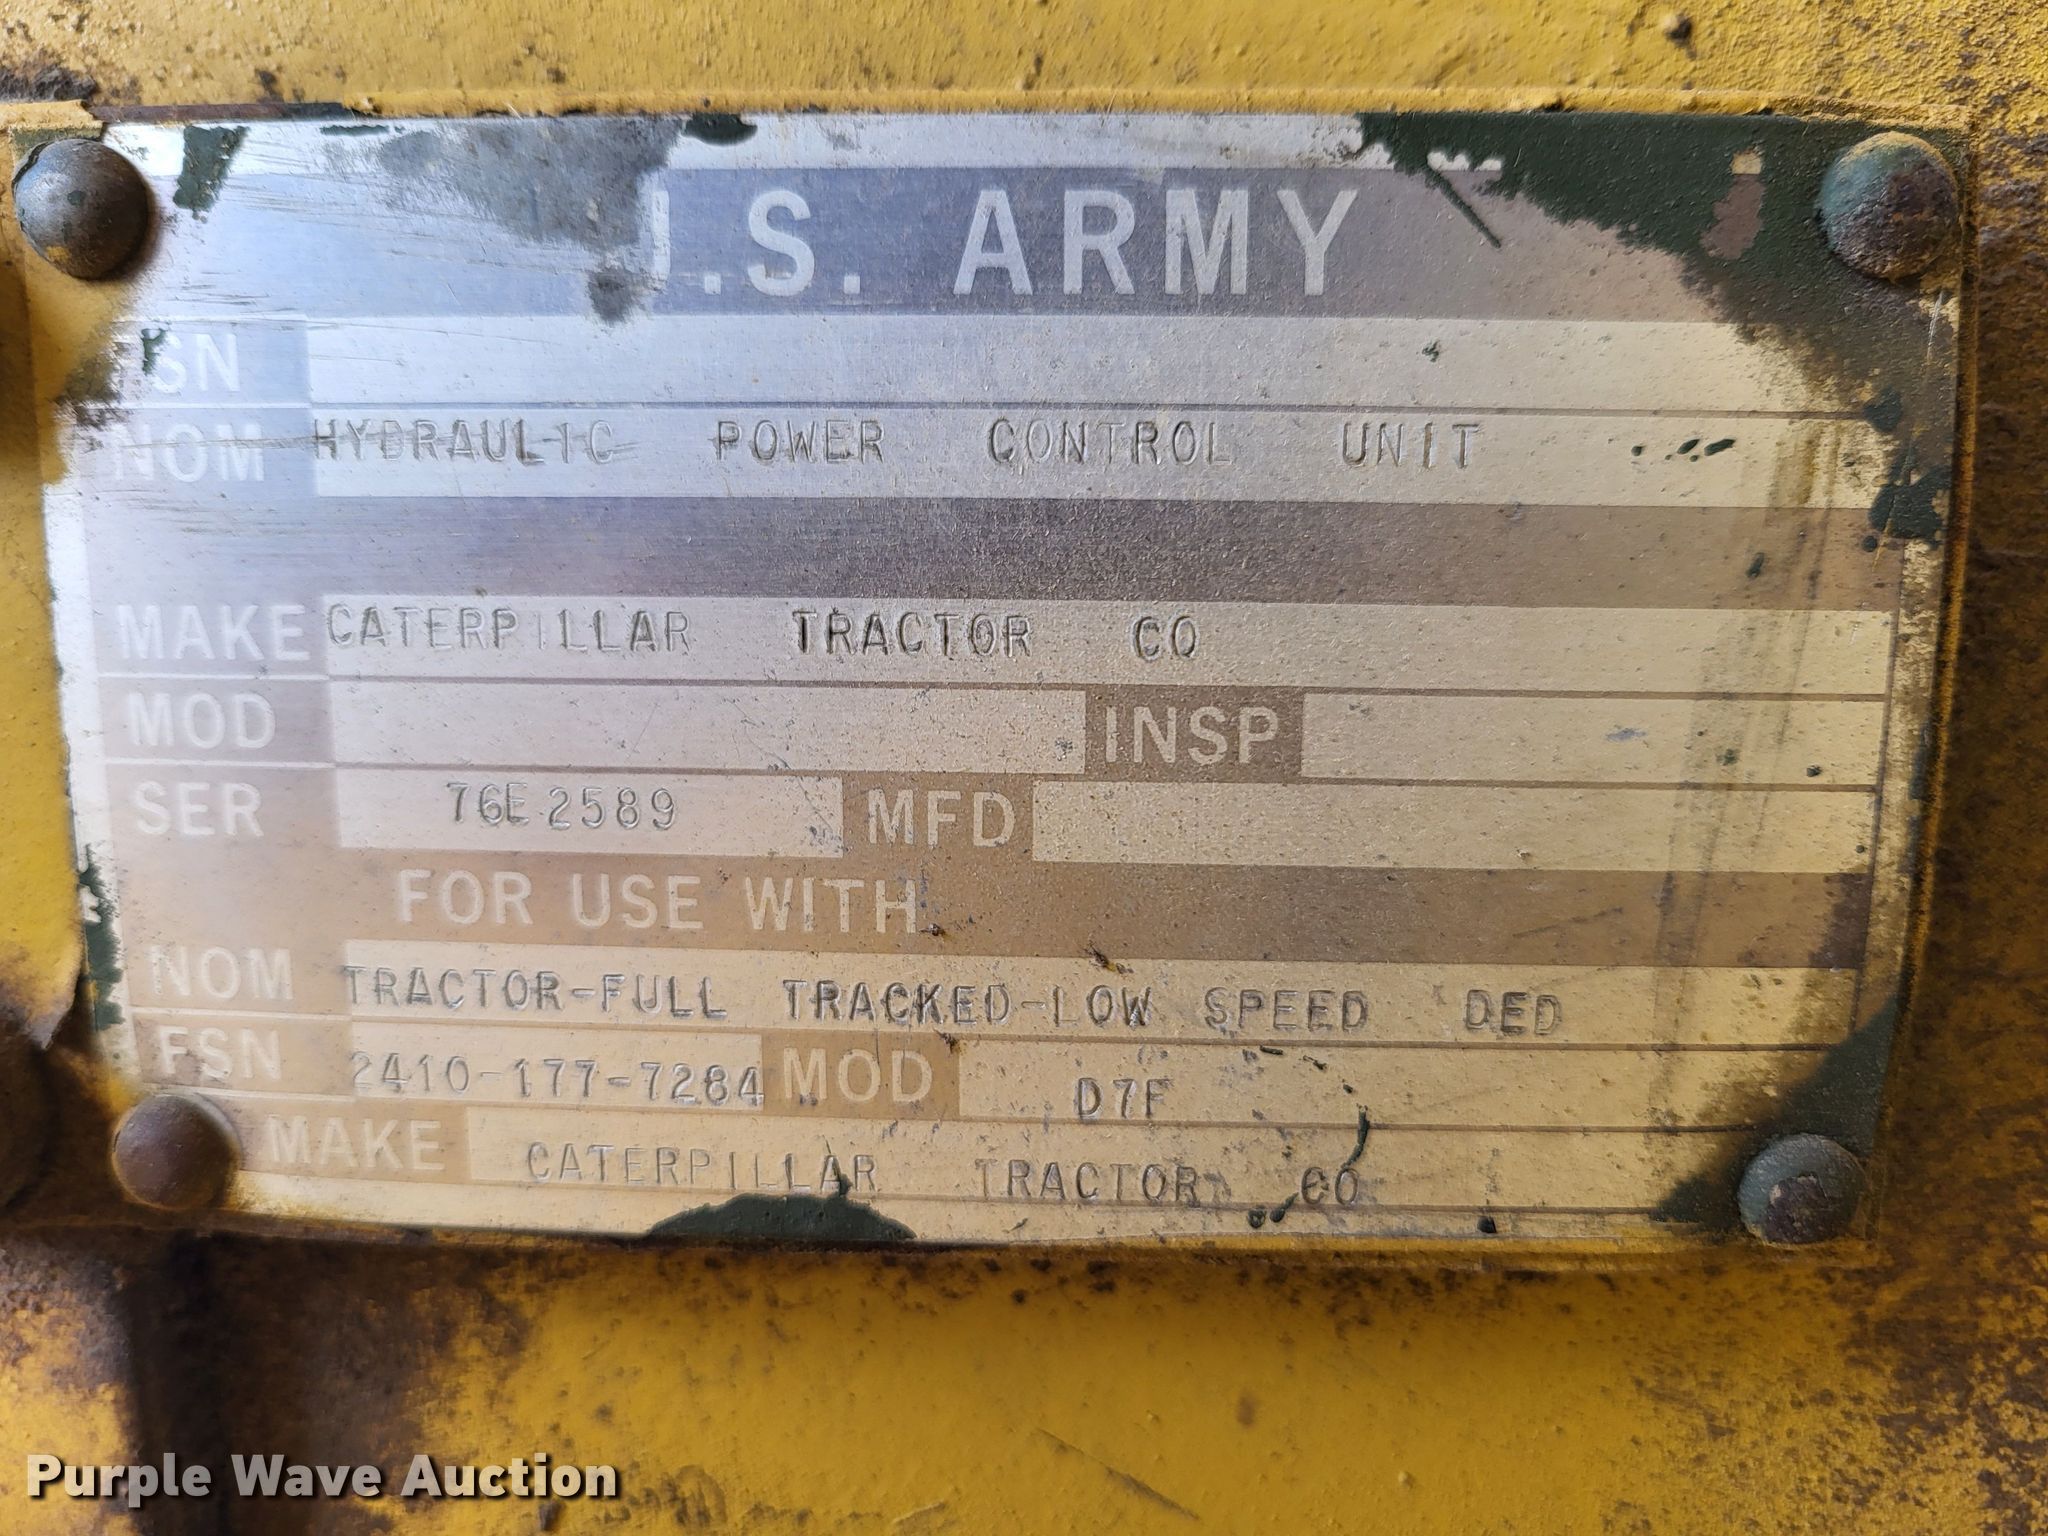 U.S. ARMY
FSN
NOM HYDRAULIC POWER CONTROL UNIT
MAKE CATERPILLAR TRACTOR CO
MOD INSP
SER 76E2589 MFD
FOR USE WITH
NOM TRACTOR-FULL TRACKED-LOW SPEED DED
FSN 2410-177-7284 MOD D7F
MAKE CATERPILLAR TRACTOR CO
Purple Wave Auction